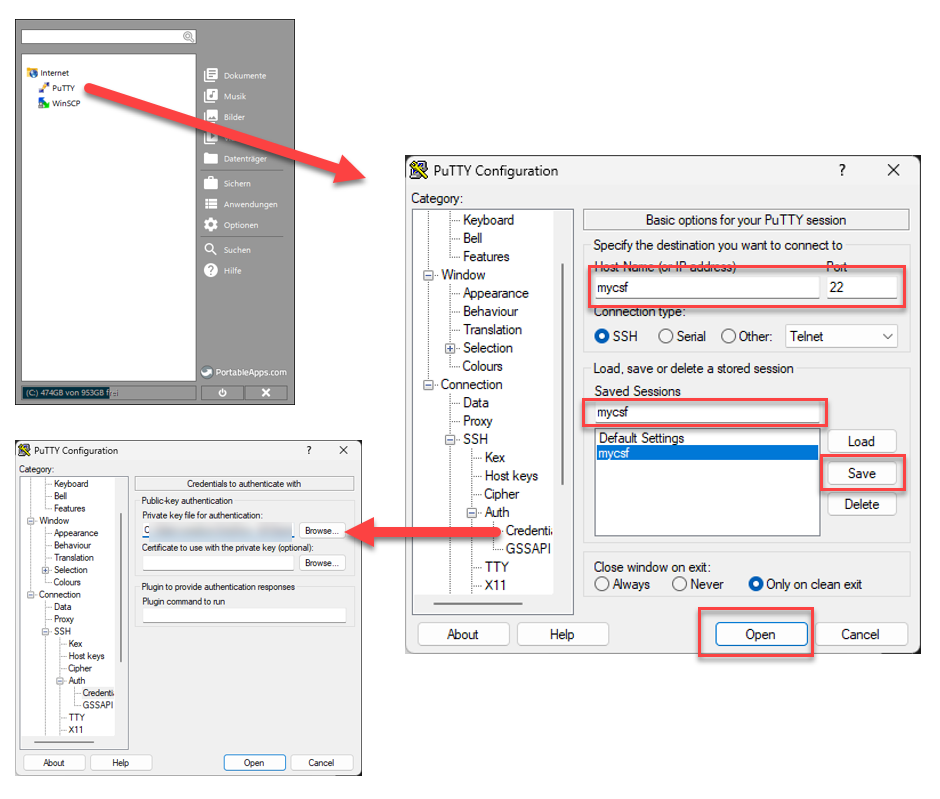 Internet
PuTTY
WinSCP
Dokumente
Musik
Bilder
Datenträger
Sichern
Anwendungen
Optionen
Suchen
Hilfe
PortableApps.com
(C:) 474GB von 953GB frei
PuTTY Configuration
?
Category:
Keyboard
Bell
Features
Window
Appearance
Behaviour
Translation
Selection
Colours
Connection
Data
Proxy
SSH
Kex
Host keys
Cipher
Auth
Credenti
GSSAPI
TTY
X11
Basic options for your PuTTY session
Specify the destination you want to connect to
Host Name (or IP address) Port
mycsf 22
Connection type:
SSH Serial Other: Telnet
Load, save or delete a stored session
Saved Sessions
mycsf
Default Settings
mycsf
Load
Save
Delete
Close window on exit:
Always Never Only on clean exit
About Help Open Cancel
PuTTY Configuration
?
Category:
Keyboard
Bell
Features
Window
Appearance
Behaviour
Translation
Selection
Colours
Connection
Data
Proxy
SSH
Kex
Host keys
Cipher
Auth
Credenti
GSSAPI
TTY
X11
Credentials to authenticate with
Public-key authentication
Private key file for authentication:
C Browse...
Certificate to use with the private key (optional):
Browse...
Plugin to provide authentication responses
Plugin command to run
About Help Open Cancel